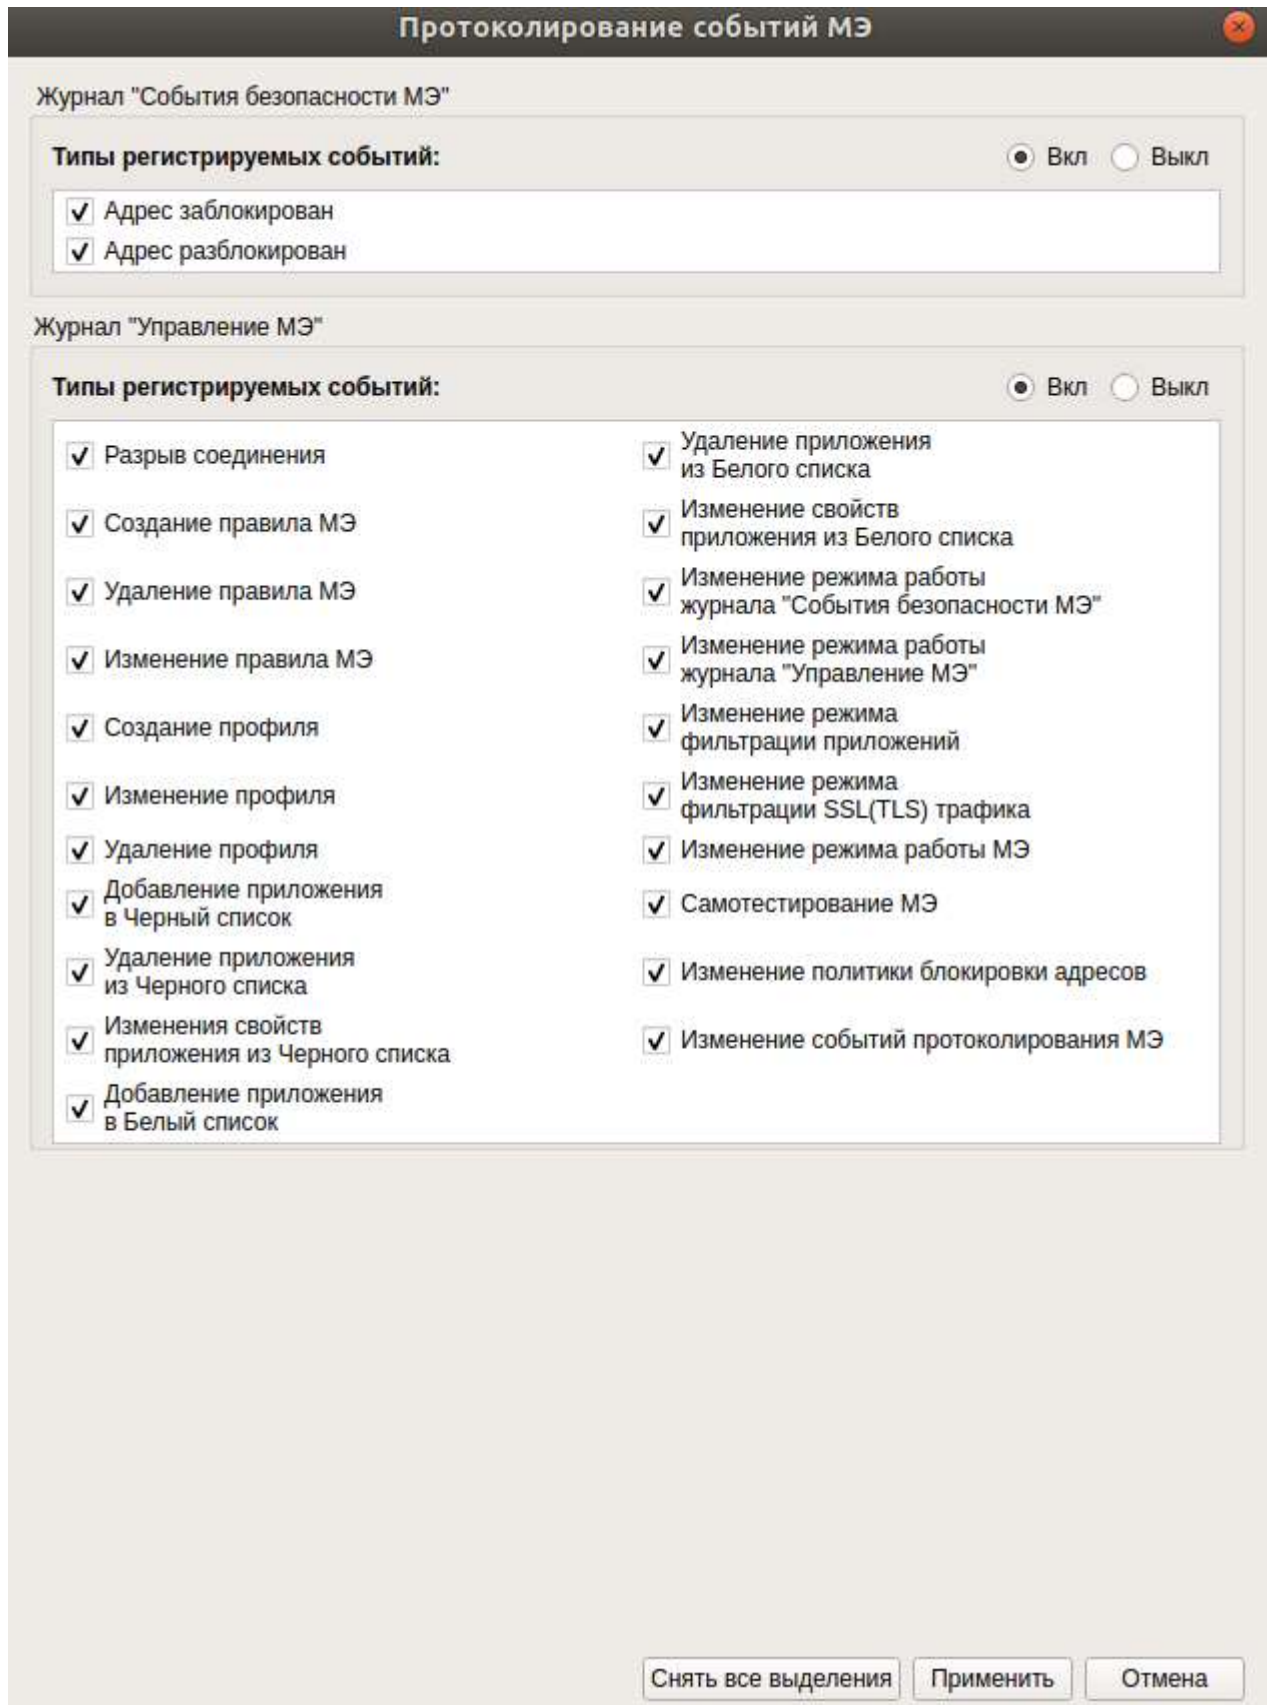 Протоколирование событий МЭ
Журнал "События безопасности МЭ"
Типы регистрируемых событий:
Вкл
Выкл
Адрес заблокирован
Адрес разблокирован
Журнал "Управление МЭ"
Типы регистрируемых событий:
Вкл
Выкл
Разрыв соединения
Создание правила МЭ
Удаление правила МЭ
Изменение правила МЭ
Создание профиля
Изменение профиля
Удаление профиля
Добавление приложения
в Черный список
Удаление приложения
из Черного списка
Изменения свойств
приложения из Черного списка
Добавление приложения
в Белый список
Удаление приложения
из Белого списка
Изменение свойств
приложения из Белого списка
Изменение режима работы
журнала "События безопасности МЭ"
Изменение режима работы
журнала "Управление МЭ"
Изменение режима
фильтрации приложений
Изменение режима
фильтрации SSL(TLS) трафика
Изменение режима работы МЭ
Самотестирование МЭ
Изменение политики блокировки адресов
Изменение событий протоколирования МЭ
Снять все выделения
Применить
Отмена